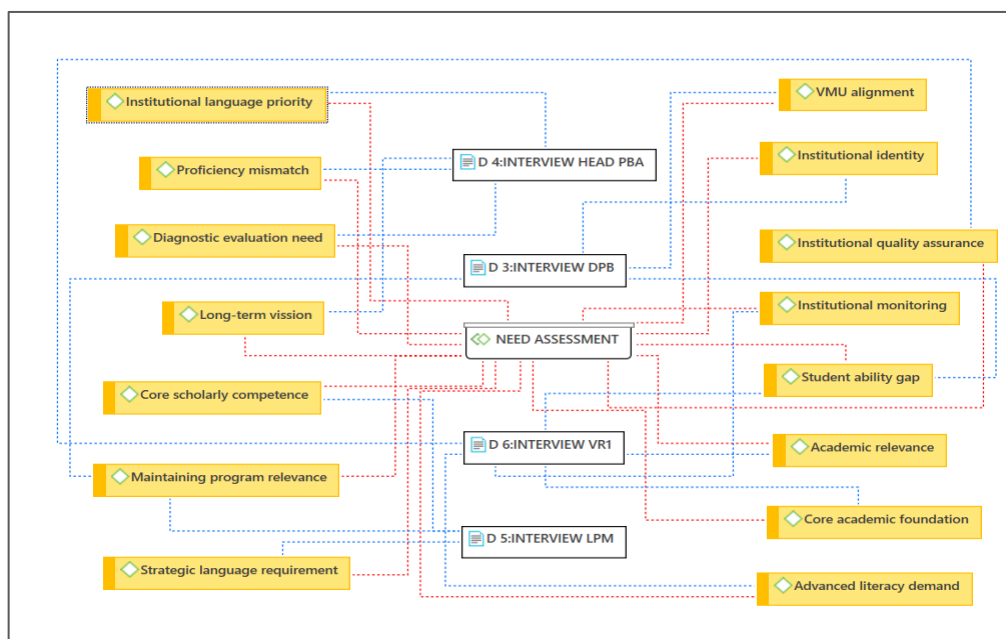 Institutional language priority
VMU alignment
D 4:INTERVIEW HEAD PBA
Institutional identity
Proficiency mismatch
Diagnostic evaluation need
Institutional quality assurance
D 3:INTERVIEW DPB
Long-term vission
Institutional monitoring
NEED ASSESSMENT
Student ability gap
Core scholarly competence
D 6:INTERVIEW VR1
Academic relevance
Maintaining program relevance
Core academic foundation
D 5:INTERVIEW LPM
Strategic language requirement
Advanced literacy demand